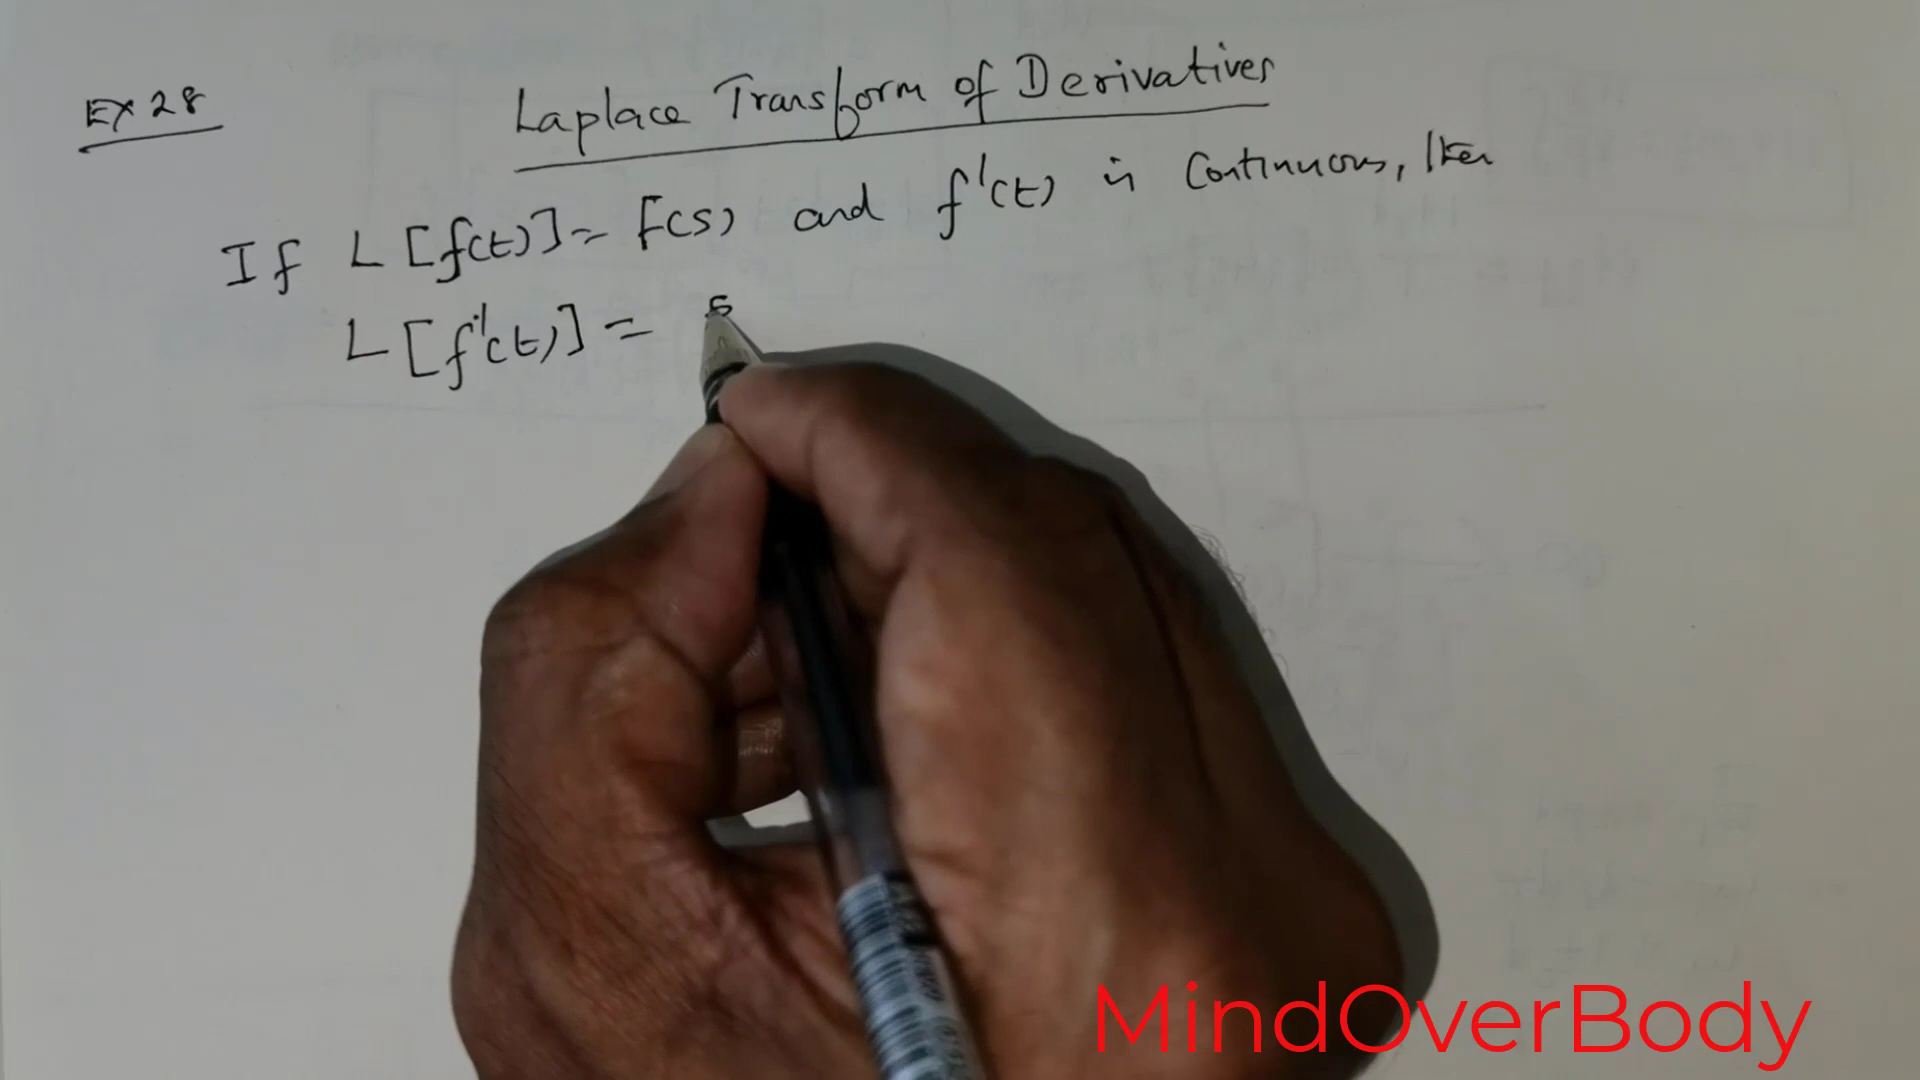 Ex 28
Laplace Transform of Derivatives
If L[f(t)] = F(s) and f'(t) is Continuous, then
L[f'(t)] = s
MindOverBody